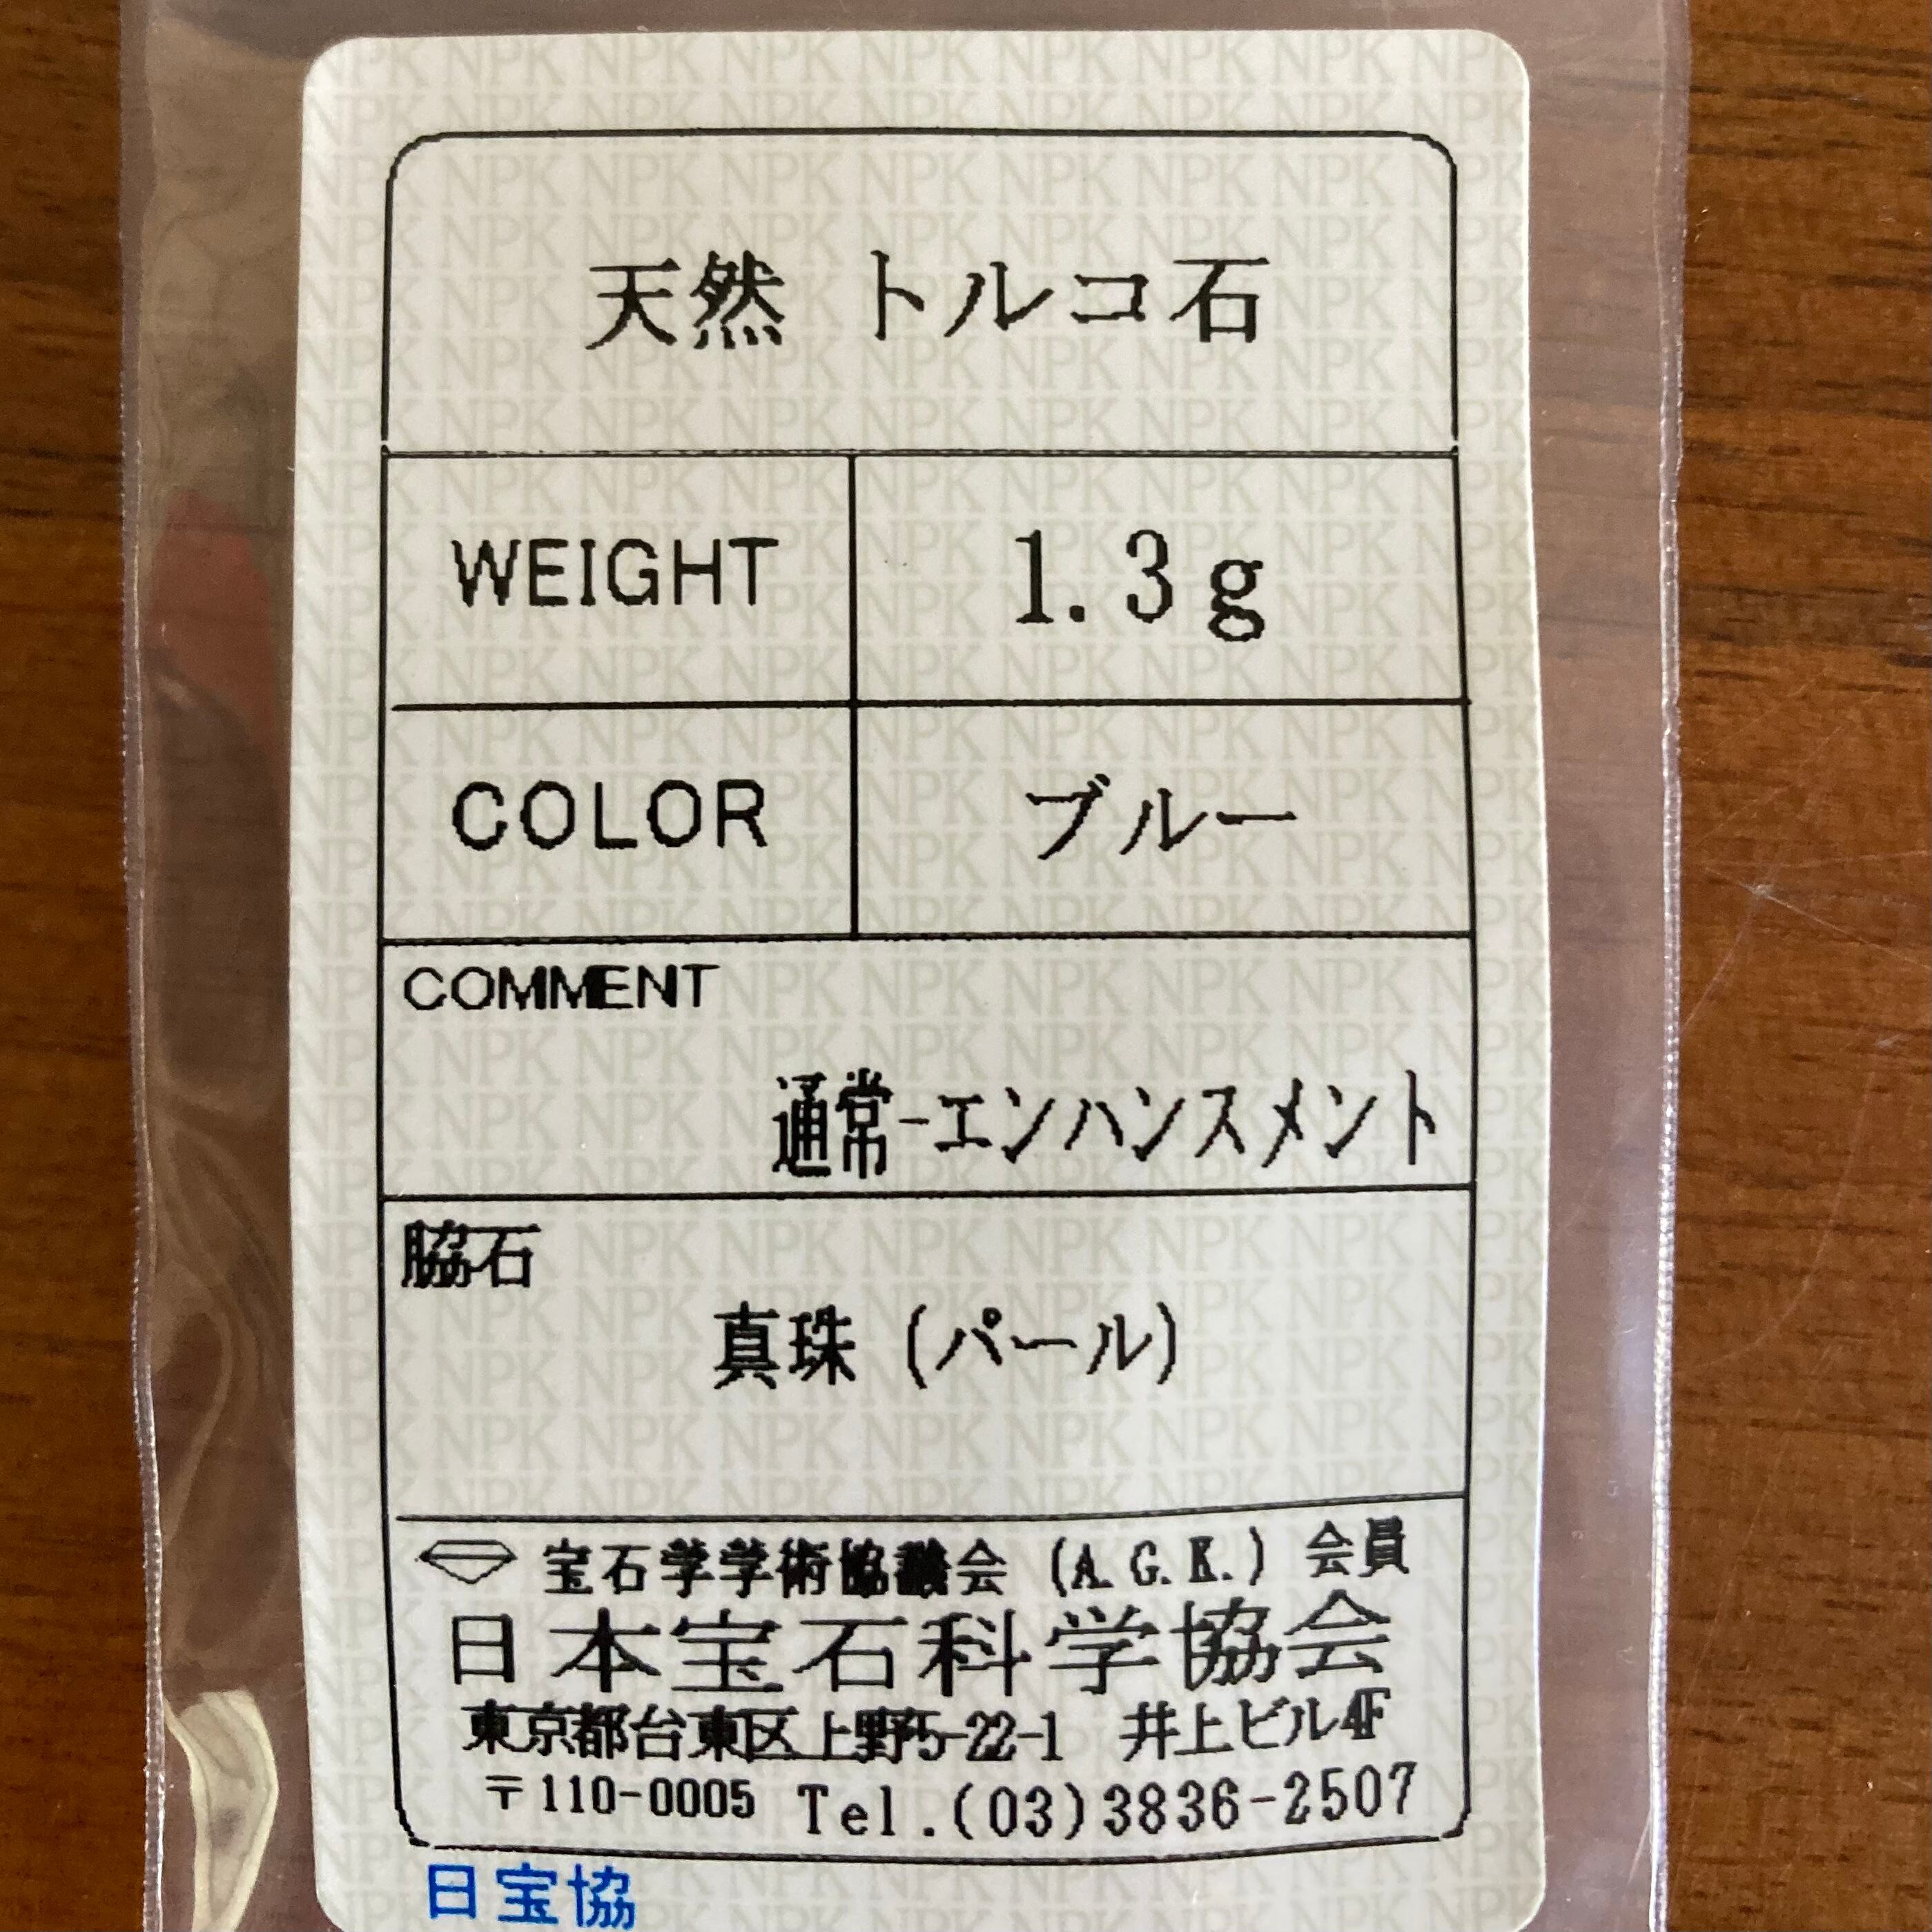 天然 トルコ石
WEIGHT 1.3g
COLOR ブルー
COMMENT
通常-エンハンスメント
脇石
真珠 (パール)
宝石学学術協議会 (A.G.K.) 会員
日本宝石科学協会
東京都台東区上野5-22-1 井上ビル4F
〒110-0005 Tel.(03)3836-2507
日宝協